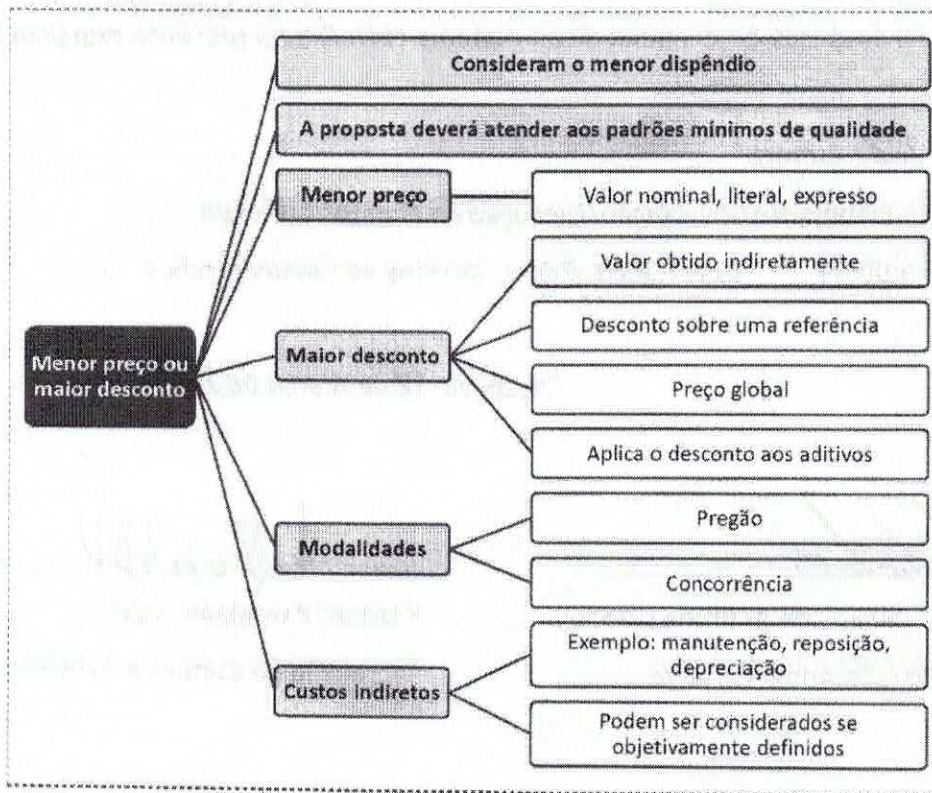 Consideram o menor dispêndio
A proposta deverá atender aos padrões mínimos de qualidade
Menor preço
Valor nominal, literal, expresso
Valor obtido indiretamente
Desconto sobre uma referência
Menor preço ou
maior desconto
Maior desconto
Preço global
Aplica o desconto aos aditivos
Pregão
Modalidades
Concorrência
Exemplo: manutenção, reposição,
depreciação
Custos indiretos
Podem ser considerados se
objetivamente definidos